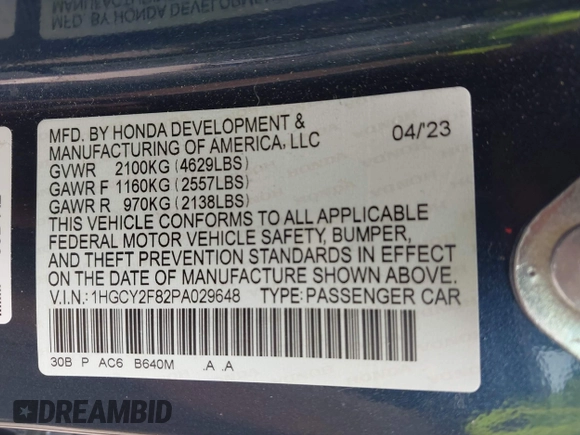 MFD. BY HONDA DEVELOPMENT &
MANUFACTURING OF AMERICA, LLC 04/'23
GVWR 2100KG (4629LBS)
GAWR F 1160KG (2557LBS)
GAWR R 970KG (2138LBS)
THIS VEHICLE CONFORMS TO ALL APPLICABLE
FEDERAL MOTOR VEHICLE SAFETY, BUMPER,
AND THEFT PREVENTION STANDARDS IN EFFECT
ON THE DATE OF MANUFACTURE SHOWN ABOVE.
V.I.N.: 1HGCY2F82PA029648 TYPE: PASSENGER CAR
30B P AC6 B640M .A .A
DREAMBID